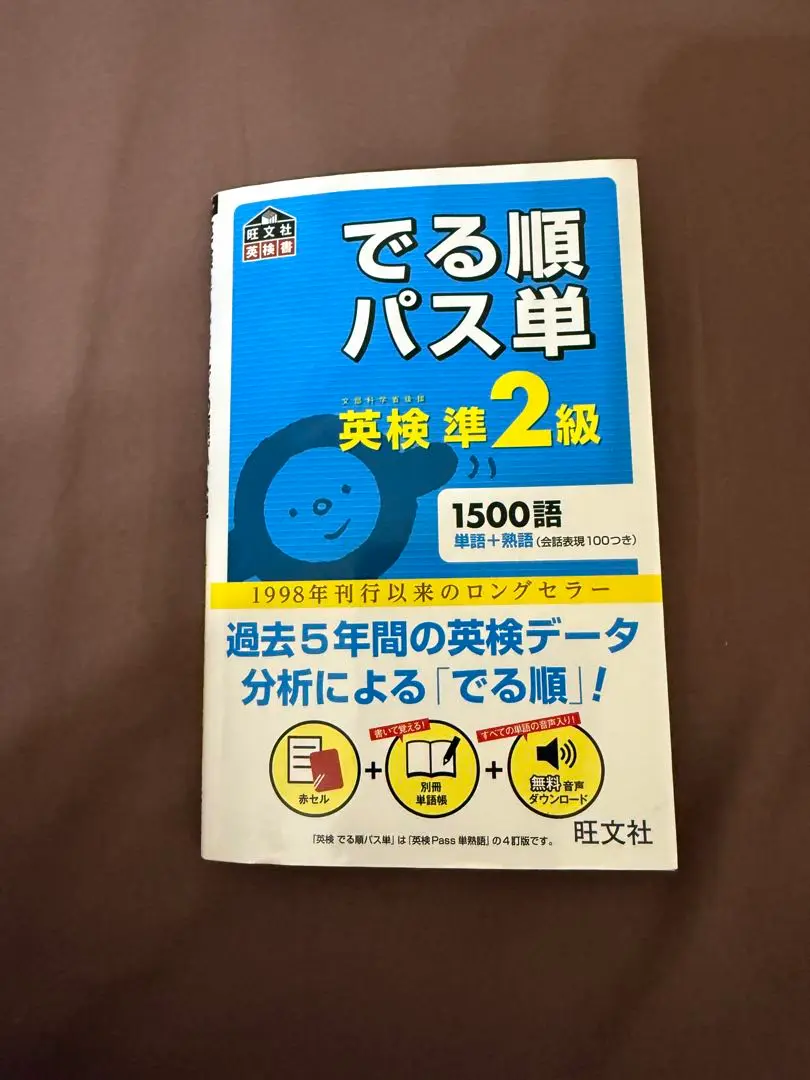 旺文社
英検書
でる順
パス単
文部科学省後援
英検 準2級
1500語
単語+熟語(会話表現100つき)
1998年刊行以来のロングセラー
過去5年間の英検データ
分析による「でる順」!
赤セル
+
書いて覚える!
別冊
単語帳
+
すべての単語の音声入り!
無料音声
ダウンロード
旺文社
『英検 でる順パス単』は『英検Pass 単熟語』の4訂版です。